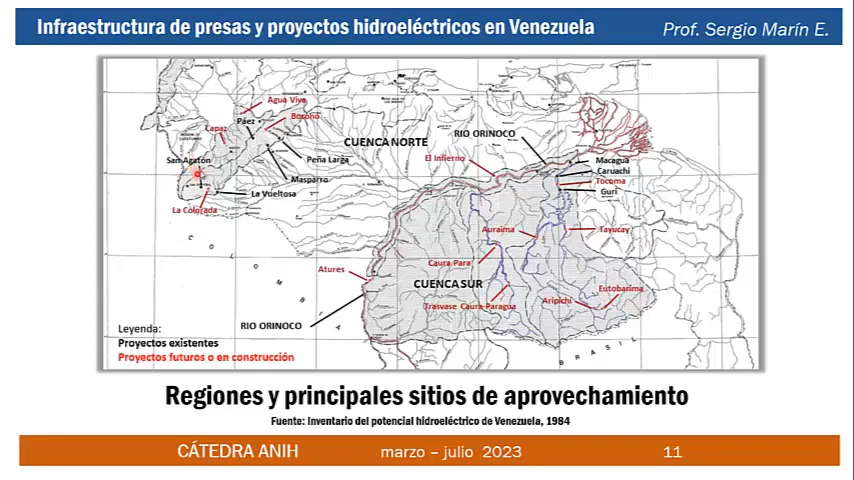 Infraestructura de presas y proyectos hidroeléctricos en Venezuela
Prof. Sergio Marín E.
Agua Viva
Páez
Bocono
Capaz
CUENCA NORTE
RIO ORINOCO
San Agatón
Peña Larga
El Infierno
Macagua
Caruachi
Masparro
Tocoma
La Vueltosa
Guri
La Colorada
Auraima
Tayucay
COLOMBIA
Caura-Para
Atures
CUENCA SUR
Eutobarima
Aripichi
Trasvase Caura-Paragua
RIO ORINOCO
BRASIL
Leyenda:
Proyectos existentes
Proyectos futuros o en construcción
Regiones y principales sitios de aprovechamiento
Fuente: Inventario del potencial hidroeléctrico de Venezuela, 1984
CÁTEDRA ANIH
marzo – julio 2023
11